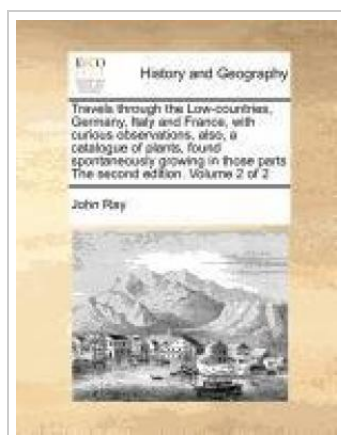 ECCO
History and Geography
Travels through the Low-countries,
Germany, Italy and France, with
curious observations, also, a
catalogue of plants, found
spontaneously growing in those parts
The second edition. Volume 2 of 2
John Ray